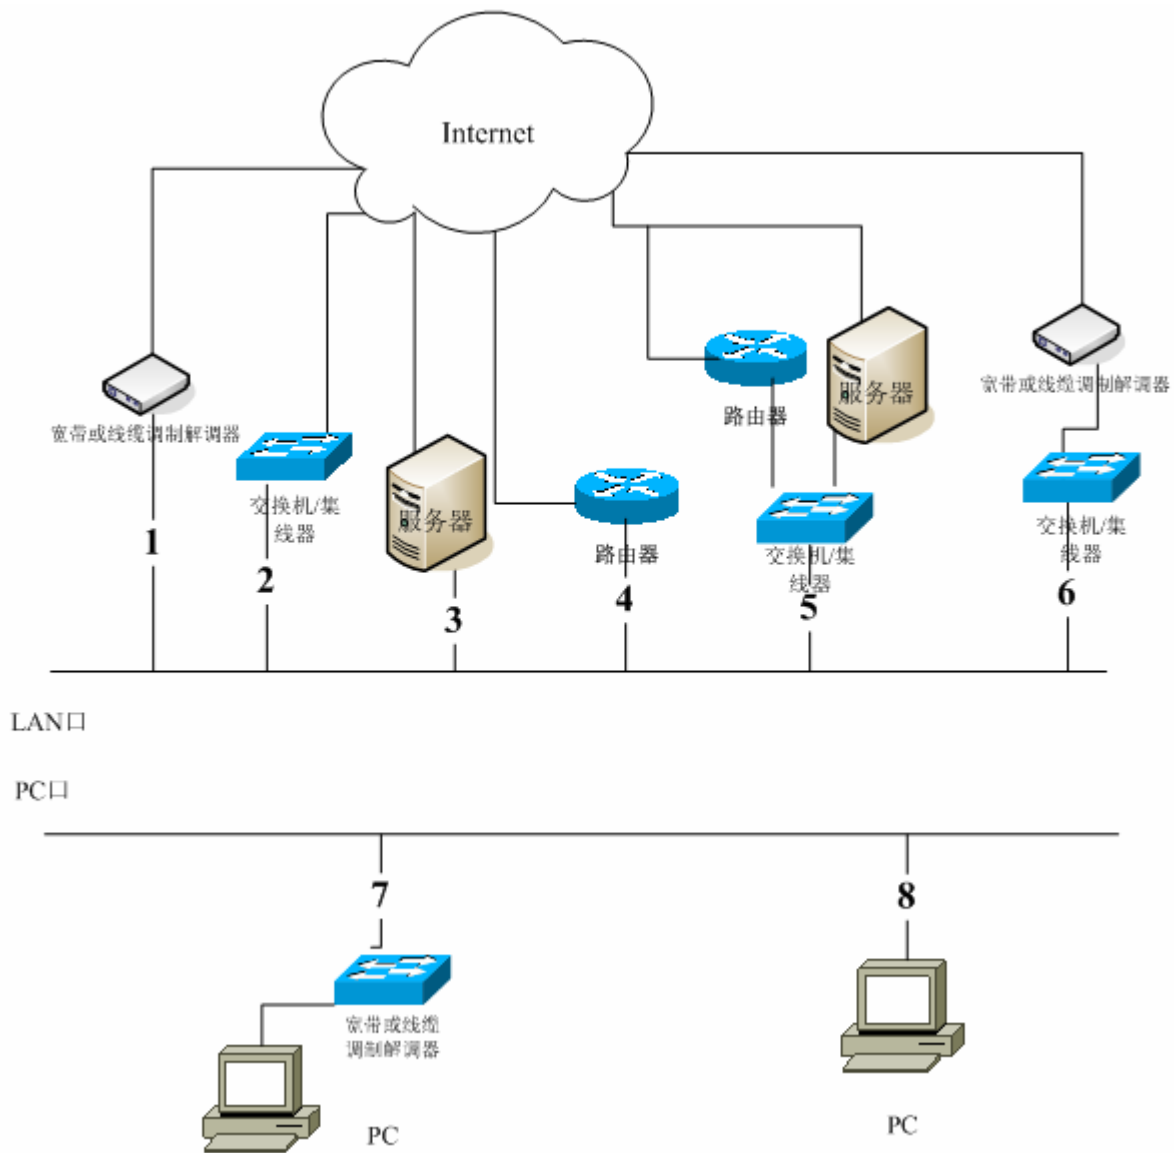 Internet
宽带或线缆调制解调器
1
交换机/集
线器
2
服务器
3
路由器
4
路由器
服务器
交换机/集
线器
5
宽带或线缆调制解调器
交换机/集
线器
6
LAN口
PC口
7
宽带或线缆
调制解调器
PC
8
PC